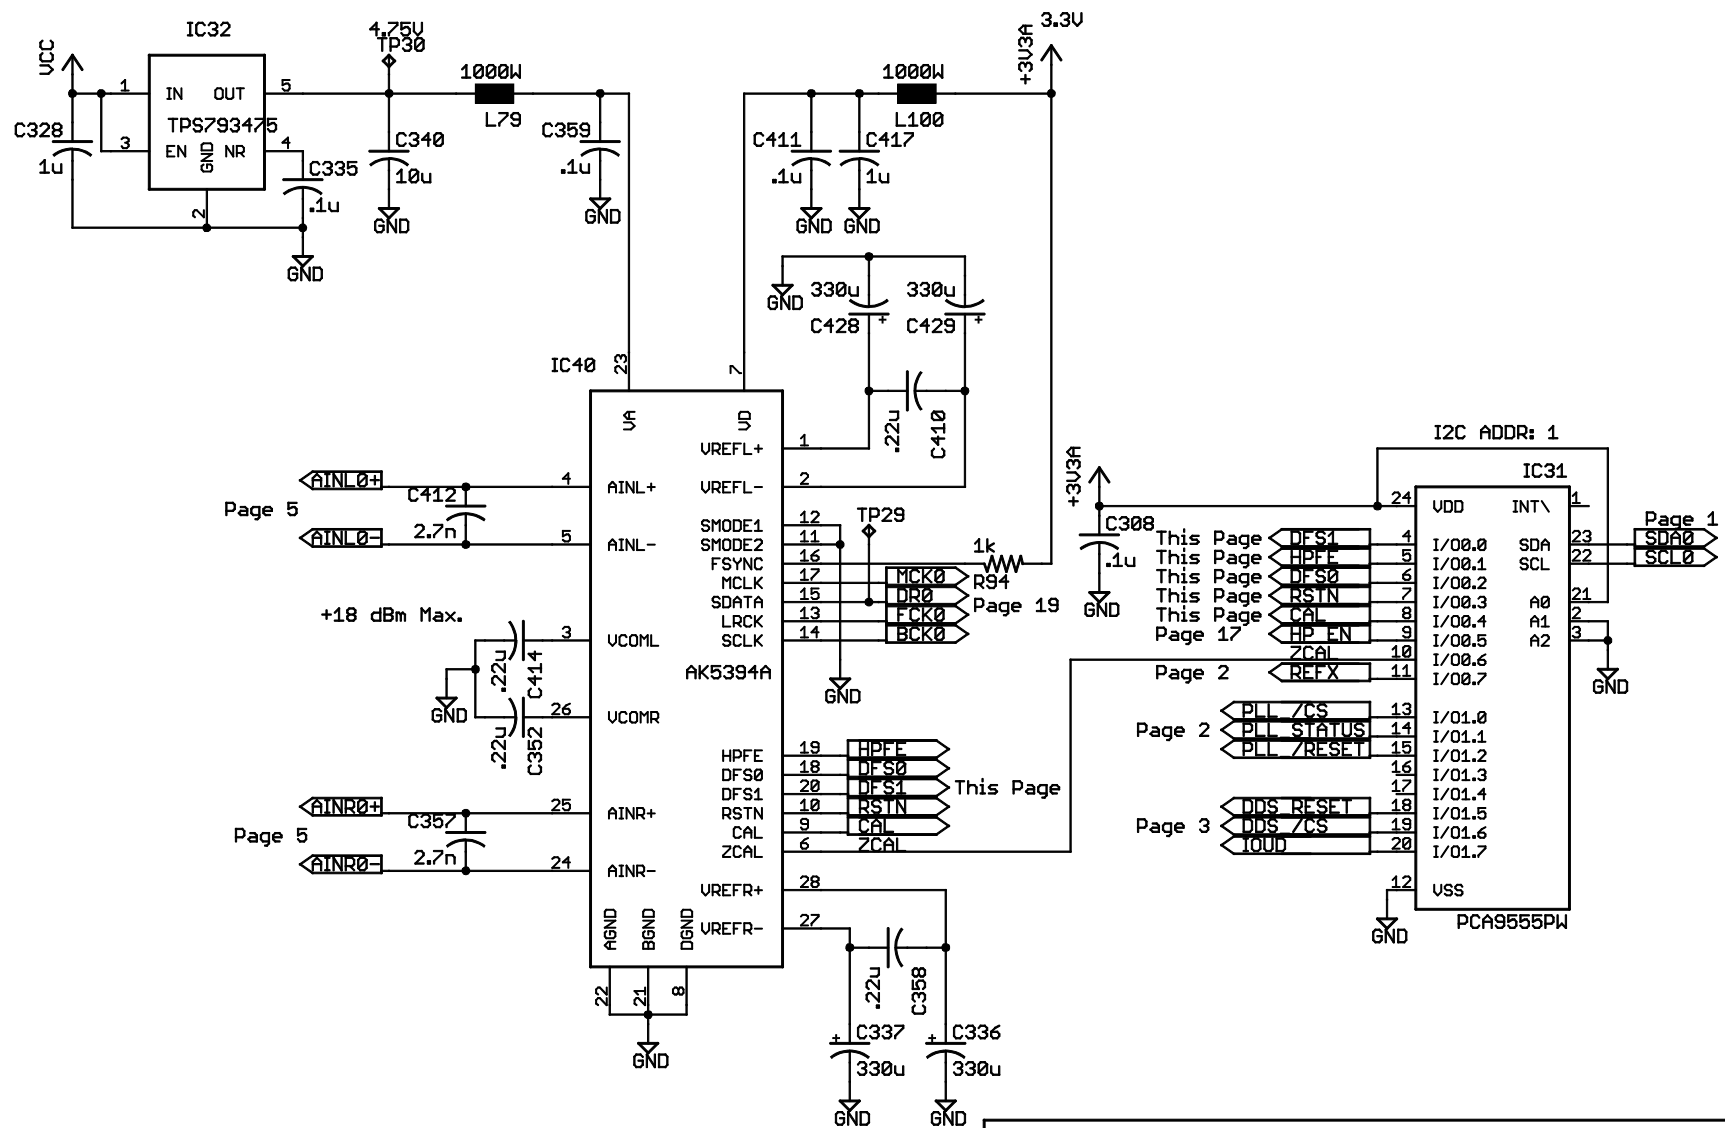 IC32
VCC
1 IN OUT 5
TPS793475
3 EN GND NR 4
2
C328
1u
C335
.1u
GND
4.75V
TP30
C340
10u
GND
1000W
L79
C359
.1u
GND
3.3V
+3V3A
1000W
L100
C411
.1u
GND
C417
1u
GND
GND
330u
C428
+
330u
C429
+
.22u
C410
IC40
23
VA
7
VD
VREFL+ 1
VREFL- 2
AINL0+
4 AINL+
Page 5
C412
2.7n
AINL0-
5 AINL-
SMODE1 12
SMODE2 11
FSYNC 16
MCLK 17 MCK0
SDATA 15 DR0
LRCK 13 FCK0
SCLK 14 BCK0
TP29
1k
R94
Page 19
GND
AK5394A
+18 dBm Max.
3 VCOML
.22u
C414
GND
26 VCOMR
.22u
C352
HPFE 19 HPFE
DFS0 18 DFS0
DFS1 20 DFS1
RSTN 10 RSTN
CAL 9 CAL
ZCAL 6 ZCAL
This Page
AINR0+
25 AINR+
Page 5
C357
2.7n
AINR0-
24 AINR-
VREFR+ 28
VREFR- 27
AGND BGND DGND
22 21 8
GND
.22u
C358
+ C337
330u
GND
+ C336
330u
GND
I2C ADDR: 1
IC31
+3V3A
C308
.1u
GND
24 VDD INT\ 1
This Page DFS1 4 I/O0.0
This Page HPFE 5 I/O0.1
This Page DFS0 6 I/O0.2
This Page RSTN 7 I/O0.3
This Page CAL 8 I/O0.4
Page 17 HP_EN 9 I/O0.5
ZCAL 10 I/O0.6
Page 2 REFX 11 I/O0.7
Page 1
SDA 23 SDA0
SCL 22 SCL0
A0 21
A1 2
A2 3
GND
PLL_/CS 13 I/O1.0
Page 2 PLL_STATUS 14 I/O1.1
PLL_/RESET 15 I/O1.2
16 I/O1.3
17 I/O1.4
DDS_RESET 18 I/O1.5
Page 3 DDS_/CS 19 I/O1.6
IOUD 20 I/O1.7
12 VSS
GND
PCA9555PW